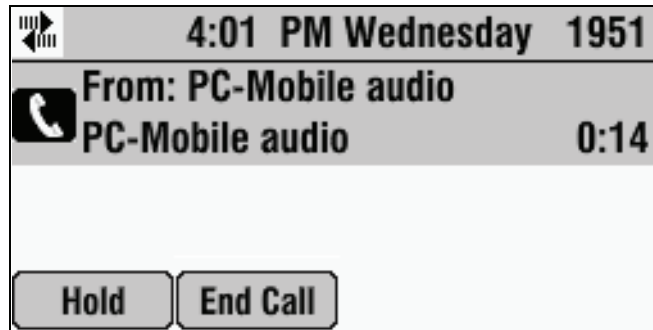 4:01 PM Wednesday 1951
From: PC-Mobile audio
PC-Mobile audio 0:14
Hold End Call